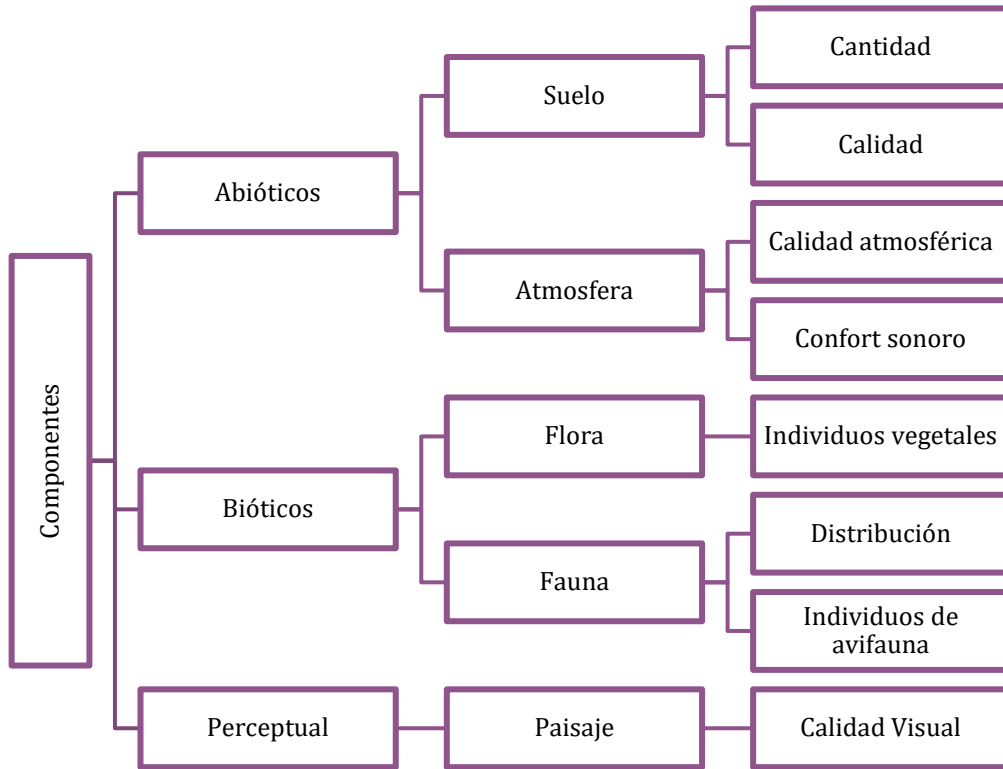 Componentes
Abióticos
Suelo
Cantidad
Calidad
Atmosfera
Calidad atmosférica
Confort sonoro
Bióticos
Flora
Individuos vegetales
Fauna
Distribución
Individuos de
avifauna
Perceptual
Paisaje
Calidad Visual